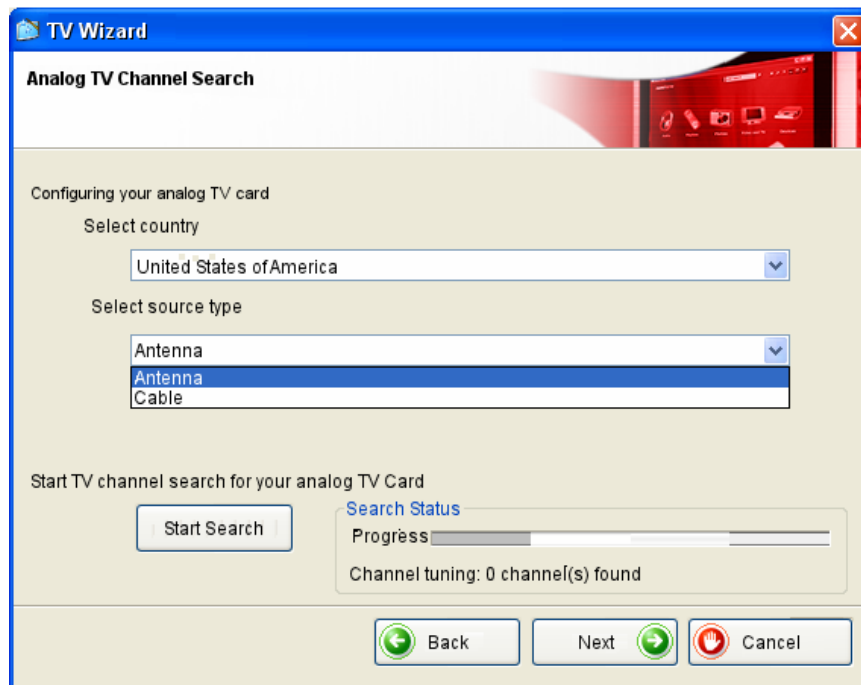 TV Wizard
Analog TV Channel Search
Configuring your analog TV card
Select country
United States of America
Select source type
Antenna
Antenna
Cable
Start TV channel search for your analog TV Card
Start Search
Search Status
Progress
Channel tuning: 0 channel(s) found
Back
Next
Cancel